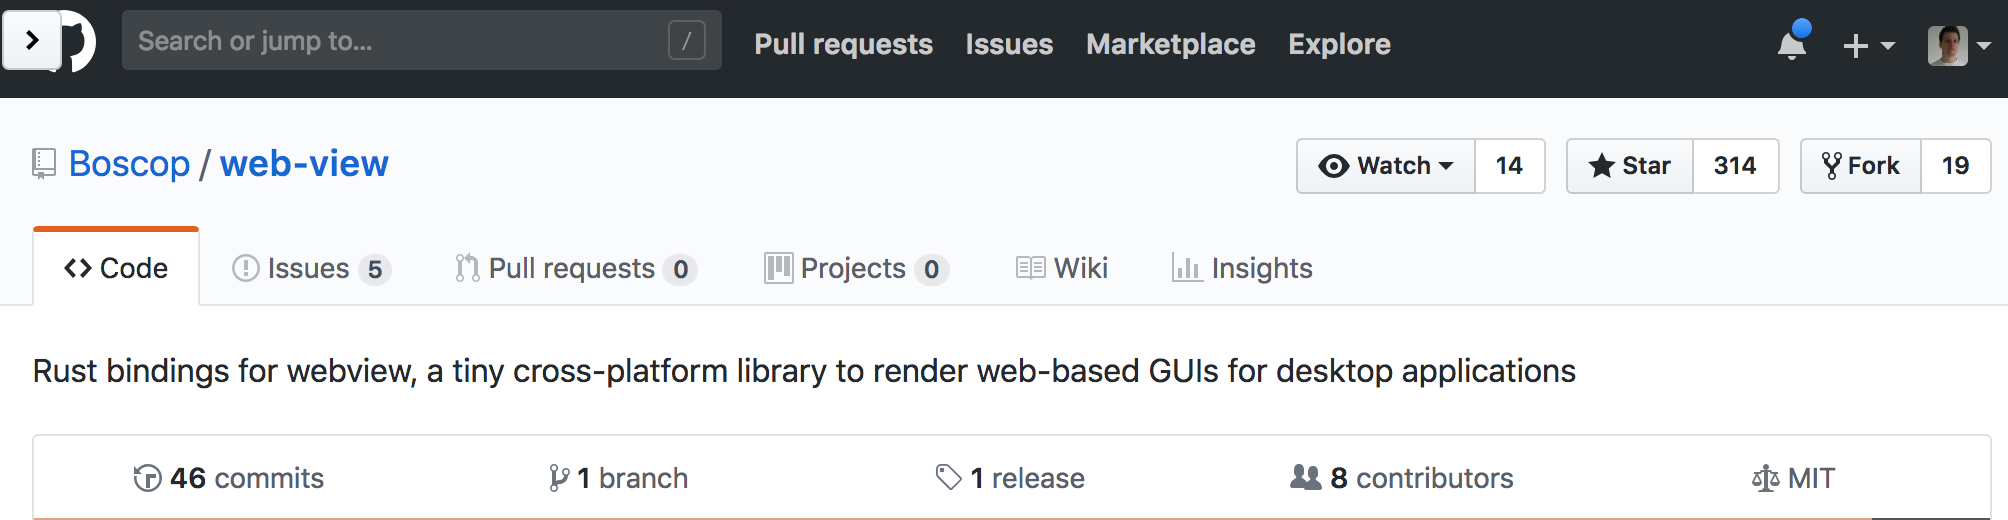 Search or jump to... / Pull requests Issues Marketplace Explore
Boscop / web-view Watch 14 Star 314 Fork 19
Code Issues 5 Pull requests 0 Projects 0 Wiki Insights
Rust bindings for webview, a tiny cross-platform library to render web-based GUIs for desktop applications
46 commits 1 branch 1 release 8 contributors MIT